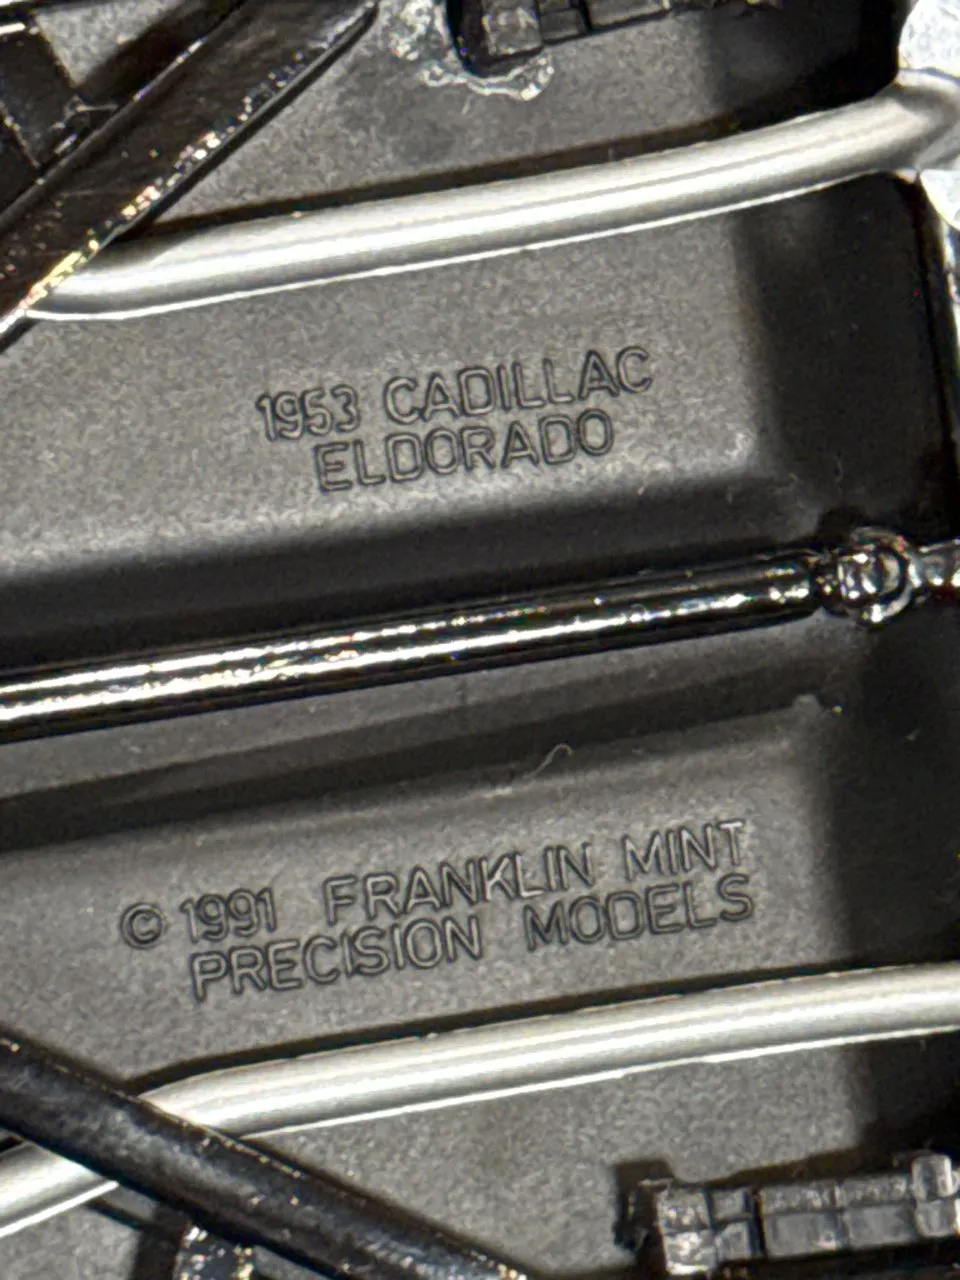 1953 CADILLAC
ELDORADO
© 1991 FRANKLIN MINT
PRECISION MODELS